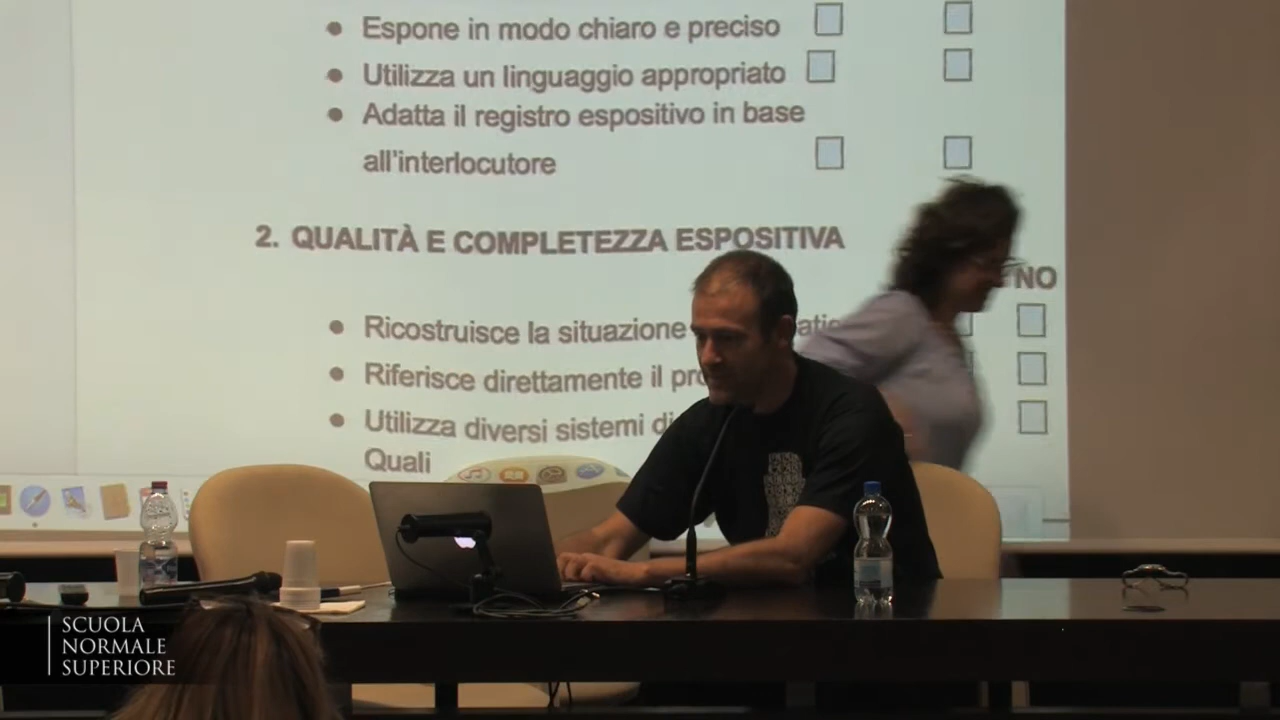 Espone in modo chiaro e preciso
Utilizza un linguaggio appropriato
Adatta il registro espositivo in base
all'interlocutore
2. QUALITÀ E COMPLETEZZA ESPOSITIVA
NO
Ricostruisce la situazione
Riferisce direttamente il
Utilizza diversi sistemi di
Quali
SCUOLA
NORMALE
SUPERIORE